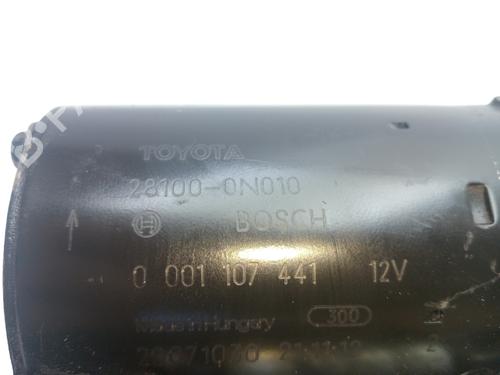 TOYOTA
28100-0N010
BOSCH
0 001 107 441 12V
Made in Hungary 300